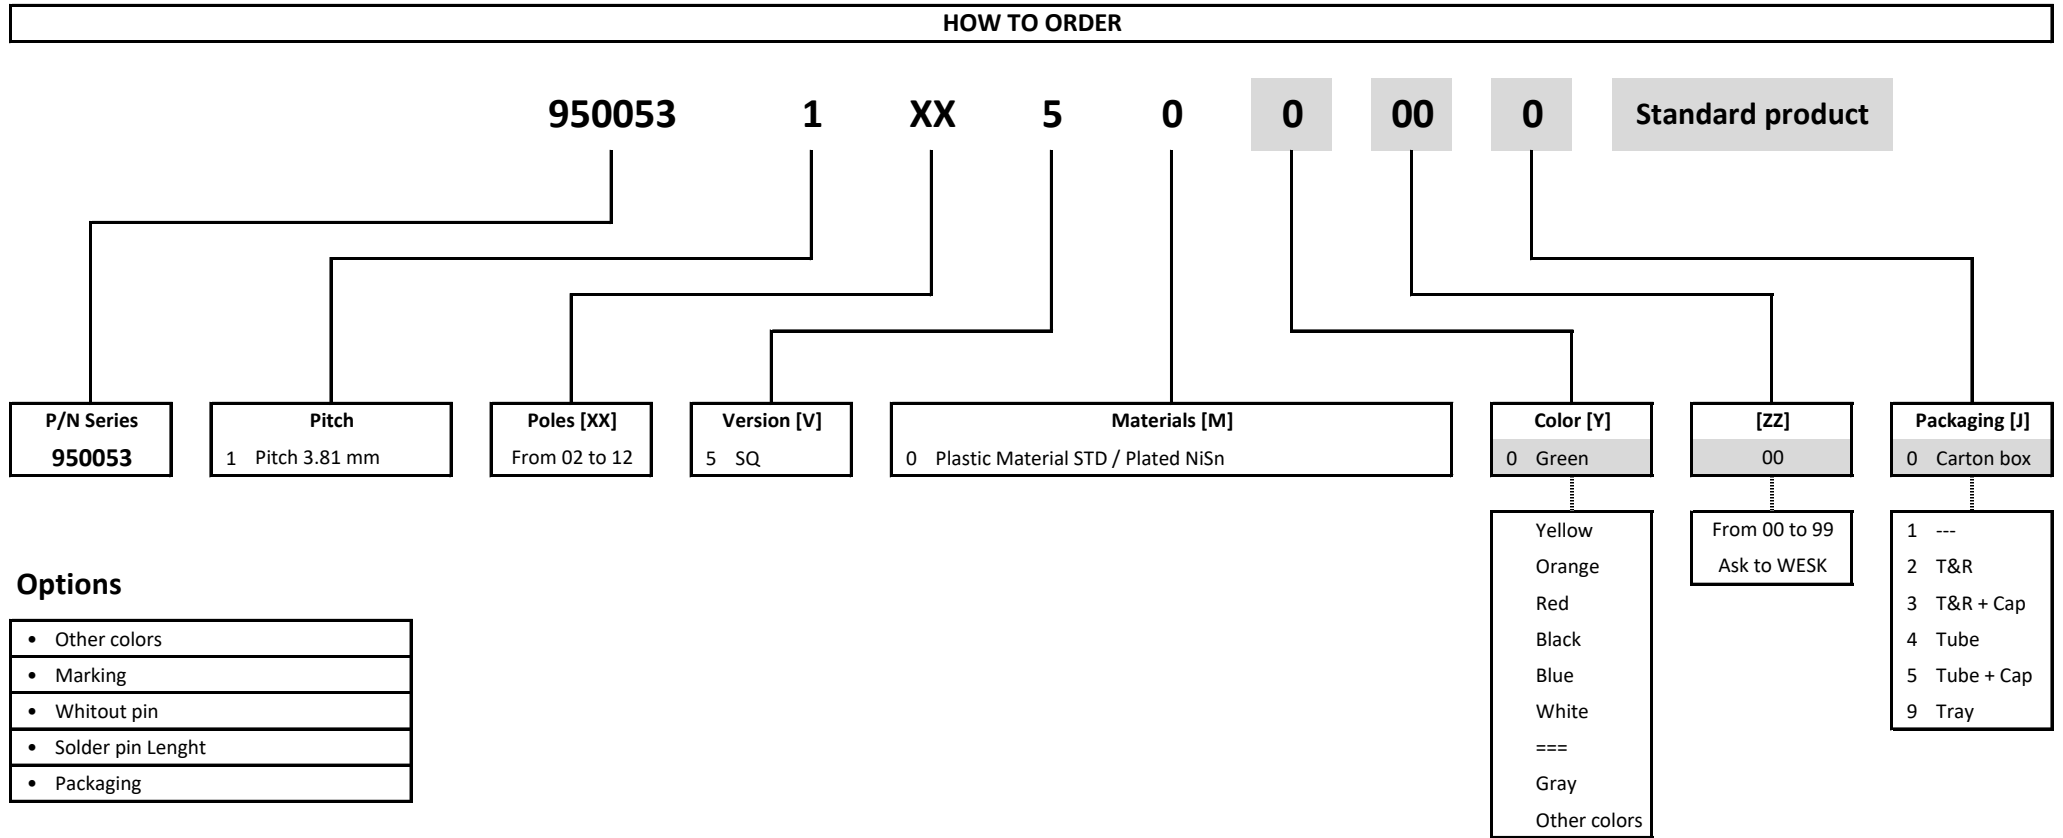 HOW TO ORDER
950053 1 XX 5 0 0 00 0 Standard product
P/N Series
950053
Pitch
1 Pitch 3.81 mm
Poles [XX]
From 02 to 12
Version [V]
5 SQ
Materials [M]
0 Plastic Material STD / Plated NiSn
Color [Y]
0 Green
Yellow
Orange
Red
Black
Blue
White
===
Gray
Other colors
[ZZ]
00
From 00 to 99
Ask to WESK
Packaging [J]
0 Carton box
1 ---
2 T&R
3 T&R + Cap
4 Tube
5 Tube + Cap
9 Tray
Options
• Other colors
• Marking
• Whitout pin
• Solder pin Lenght
• Packaging